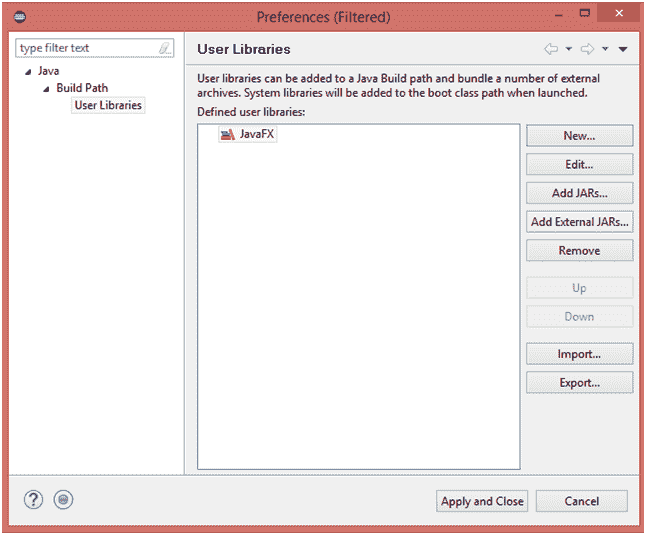 Preferences (Filtered)
type filter text
Java
Build Path
User Libraries
User Libraries
User libraries can be added to a Java Build path and bundle a number of external
archives. System libraries will be added to the boot class path when launched.
Defined user libraries:
JavaFX
New...
Edit...
Add JARs...
Add External JARs...
Remove
Up
Down
Import...
Export...
Apply and Close
Cancel